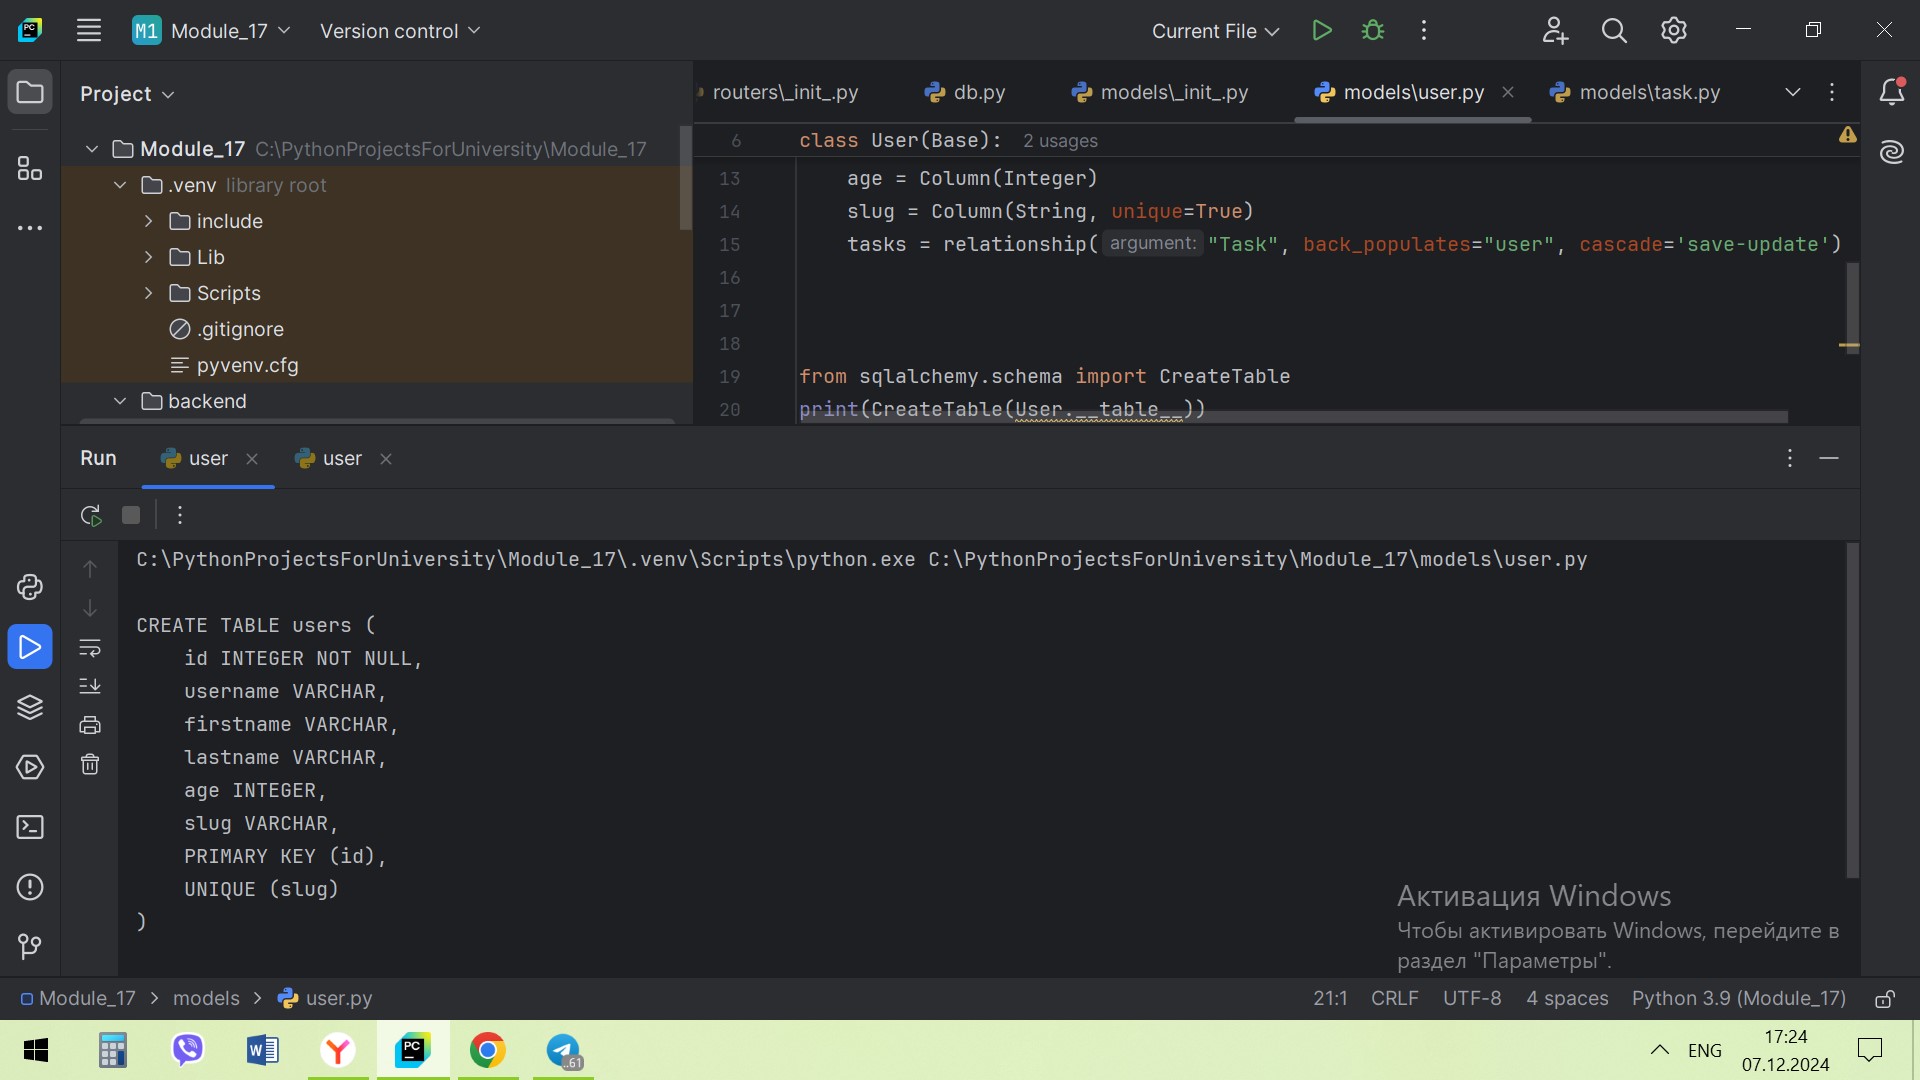 PC
M1 Module_17 Version control Current File
Project
routers\_init_.py db.py models\_init_.py models\user.py models\task.py
Module_17 C:\PythonProjectsForUniversity\Module_17
.venv library root
include
Lib
Scripts
.gitignore
pyvenv.cfg
backend
6 class User(Base): 2 usages
13 age = Column(Integer)
14 slug = Column(String, unique=True)
15 tasks = relationship( argument: "Task", back_populates="user", cascade='save-update')
16
17
18
19 from sqlalchemy.schema import CreateTable
20 print(CreateTable(User.__table__))
Run user user
C:\PythonProjectsForUniversity\Module_17\.venv\Scripts\python.exe C:\PythonProjectsForUniversity\Module_17\models\user.py
CREATE TABLE users (
id INTEGER NOT NULL,
username VARCHAR,
firstname VARCHAR,
lastname VARCHAR,
age INTEGER,
slug VARCHAR,
PRIMARY KEY (id),
UNIQUE (slug)
)
Активация Windows
Чтобы активировать Windows, перейдите в
раздел "Параметры".
Module_17 models user.py 21:1 CRLF UTF-8 4 spaces Python 3.9 (Module_17)
W PC ..61 ENG 17:24
07.12.2024